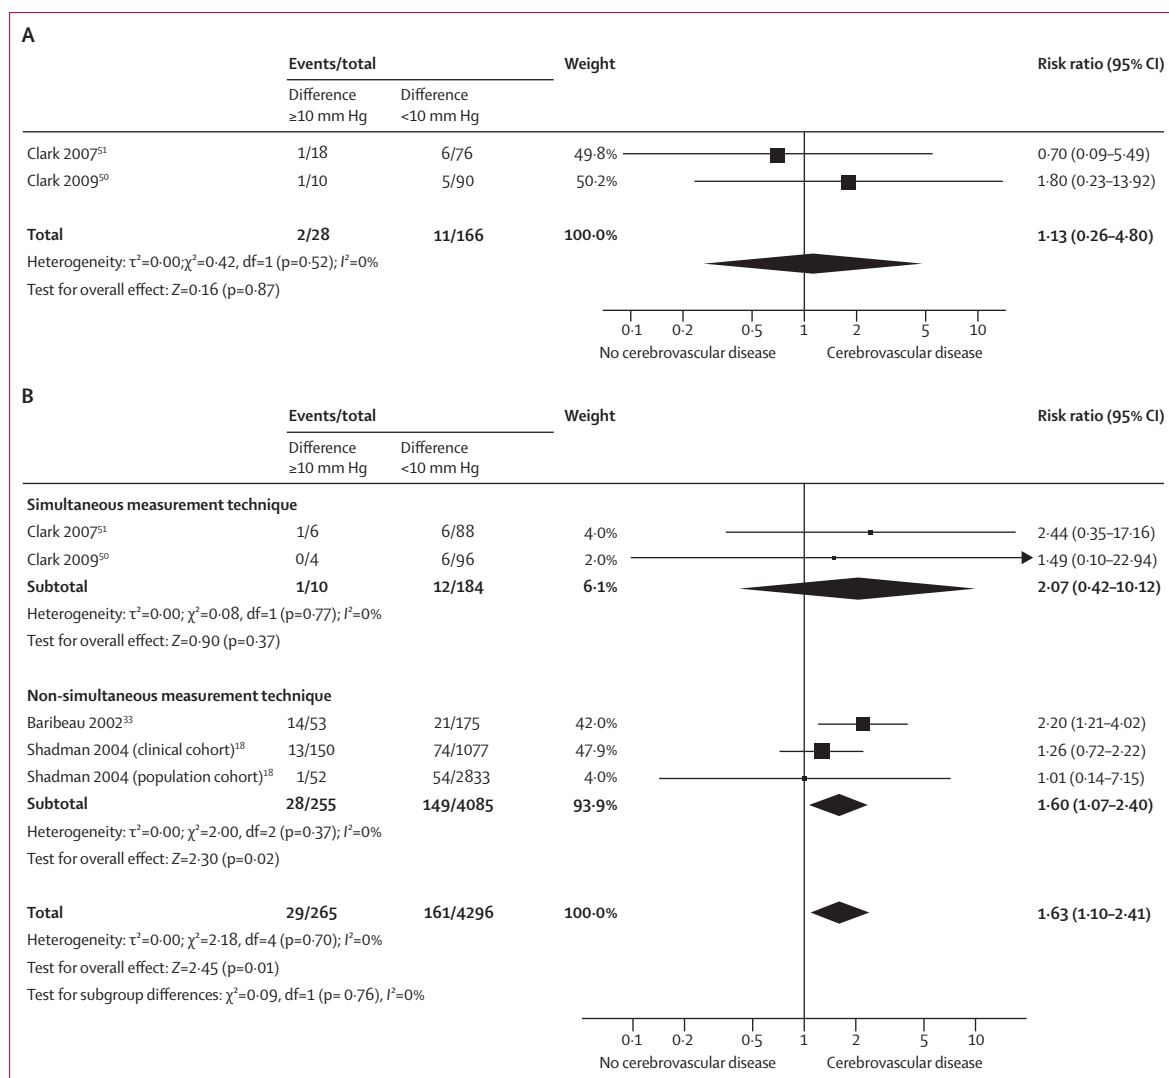 A
Events/total Weight Risk ratio (95% CI)
Difference ≥10 mm Hg Difference <10 mm Hg
Clark 2007⁵¹ 1/18 6/76 49·8% 0·70 (0·09–5·49)
Clark 2009⁵⁰ 1/10 5/90 50·2% 1·80 (0·23–13·92)
Total 2/28 11/166 100·0% 1·13 (0·26–4·80)
Heterogeneity: τ²=0·00;χ²=0·42, df=1 (p=0·52); I²=0%
Test for overall effect: Z=0·16 (p=0·87)
0·1 0·2 0·5 1 2 5 10
No cerebrovascular disease Cerebrovascular disease
B
Events/total Weight Risk ratio (95% CI)
Difference ≥10 mm Hg Difference <10 mm Hg
Simultaneous measurement technique
Clark 2007⁵¹ 1/6 6/88 4·0% 2·44 (0·35–17·16)
Clark 2009⁵⁰ 0/4 6/96 2·0% 1·49 (0·10–22·94)
Subtotal 1/10 12/184 6·1% 2·07 (0·42–10·12)
Heterogeneity: τ²=0·00; χ²=0·08, df=1 (p=0·77); I²=0%
Test for overall effect: Z=0·90 (p=0·37)
Non-simultaneous measurement technique
Baribeau 2002³³ 14/53 21/175 42·0% 2·20 (1·21–4·02)
Shadman 2004 (clinical cohort)¹⁸ 13/150 74/1077 47·9% 1·26 (0·72–2·22)
Shadman 2004 (population cohort)¹⁸ 1/52 54/2833 4·0% 1·01 (0·14–7·15)
Subtotal 28/255 149/4085 93·9% 1·60 (1·07–2·40)
Heterogeneity: τ²=0·00; χ²=2·00, df=2 (p=0·37); I²=0%
Test for overall effect: Z=2·30 (p=0·02)
Total 29/265 161/4296 100·0% 1·63 (1·10–2·41)
Heterogeneity: τ²=0·00; χ²=2·18, df=4 (p=0·70); I²=0%
Test for overall effect: Z=2·45 (p=0·01)
Test for subgroup differences: χ²=0·09, df=1 (p= 0·76), I²=0%
0·1 0·2 0·5 1 2 5 10
No cerebrovascular disease Cerebrovascular disease